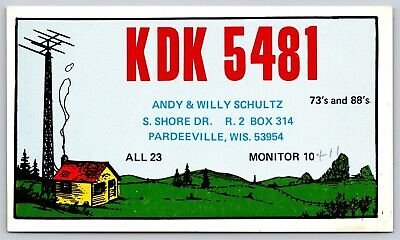 KDK 5481
ANDY & WILLY SCHULTZ
73's and 88's
S. SHORE DR. R. 2 BOX 314
PARDEEVILLE, WIS. 53954
ALL 23
MONITOR 10 +11